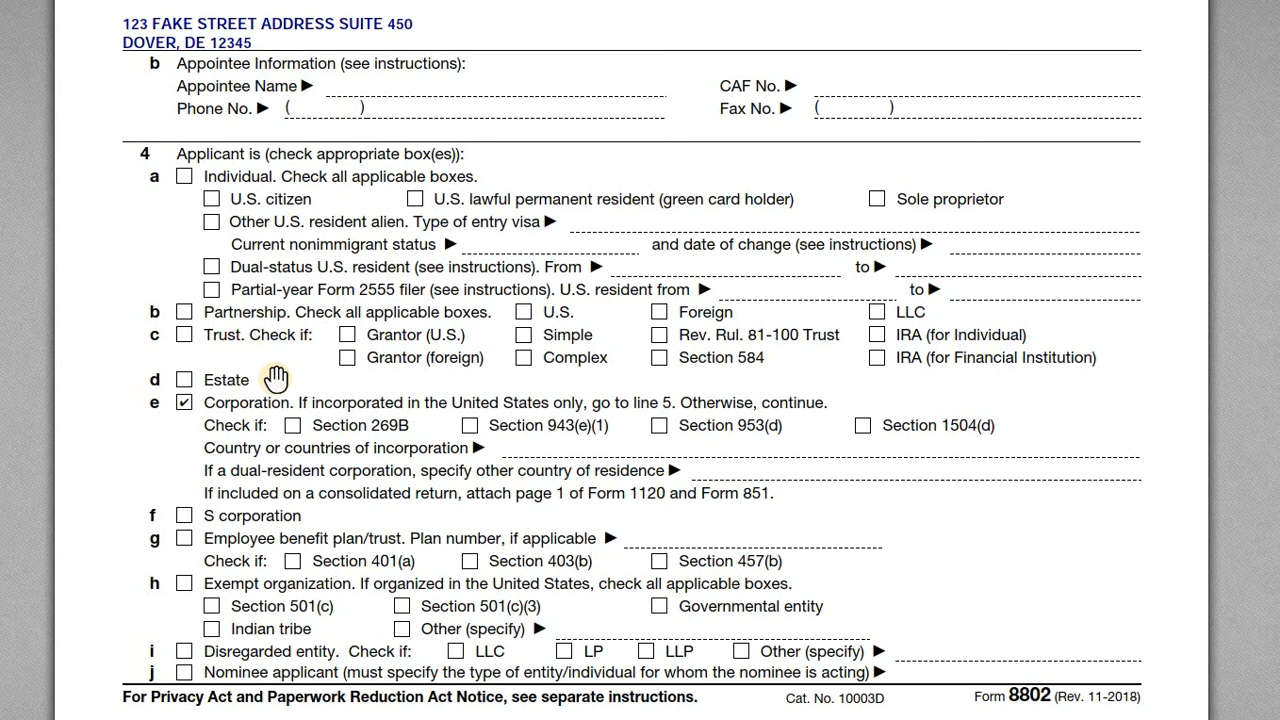 123 FAKE STREET ADDRESS SUITE 450
DOVER, DE 12345
b Appointee Information (see instructions):
Appointee Name ▶ CAF No. ▶
Phone No. ▶ ( ) Fax No. ▶ ( )
4 Applicant is (check appropriate box(es)):
a Individual. Check all applicable boxes.
U.S. citizen U.S. lawful permanent resident (green card holder) Sole proprietor
Other U.S. resident alien. Type of entry visa ▶
Current nonimmigrant status ▶ and date of change (see instructions) ▶
Dual-status U.S. resident (see instructions). From ▶ to ▶
Partial-year Form 2555 filer (see instructions). U.S. resident from ▶ to ▶
b Partnership. Check all applicable boxes. U.S. Foreign LLC
c Trust. Check if: Grantor (U.S.) Simple Rev. Rul. 81-100 Trust IRA (for Individual)
Grantor (foreign) Complex Section 584 IRA (for Financial Institution)
d Estate
e ✔ Corporation. If incorporated in the United States only, go to line 5. Otherwise, continue.
Check if: Section 269B Section 943(e)(1) Section 953(d) Section 1504(d)
Country or countries of incorporation ▶
If a dual-resident corporation, specify other country of residence ▶
If included on a consolidated return, attach page 1 of Form 1120 and Form 851.
f S corporation
g Employee benefit plan/trust. Plan number, if applicable ▶
Check if: Section 401(a) Section 403(b) Section 457(b)
h Exempt organization. If organized in the United States, check all applicable boxes.
Section 501(c) Section 501(c)(3) Governmental entity
Indian tribe Other (specify) ▶
i Disregarded entity. Check if: LLC LP LLP Other (specify) ▶
j Nominee applicant (must specify the type of entity/individual for whom the nominee is acting) ▶
For Privacy Act and Paperwork Reduction Act Notice, see separate instructions. Cat. No. 10003D Form 8802 (Rev. 11-2018)